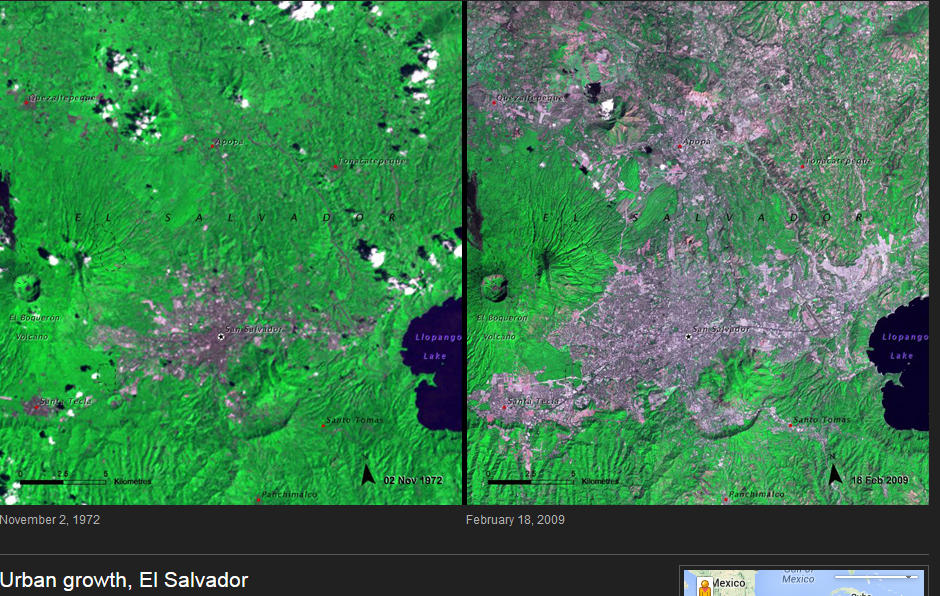 Quezaltepeque
Apopa
Tonacatepeque
E L S A L V A D O R
El Boqueron
Volcano
San Salvador
Llopango
Lake
Santa Tecla
Santo Tomas
N
0 2.5 5
Kilometres
02 Nov 1972
Panchimalco
Quezaltepeque
Apopa
Tonacatepeque
E L S A L V A D O R
El Boqueron
Volcano
San Salvador
Llopango
Lake
Santa Tecla
Santo Tomas
N
0 2.5 5
Kilometres
18 Feb 2009
Panchimalco
November 2, 1972
February 18, 2009
Urban growth, El Salvador
Gulf of
Mexico
Mexico
Cuba